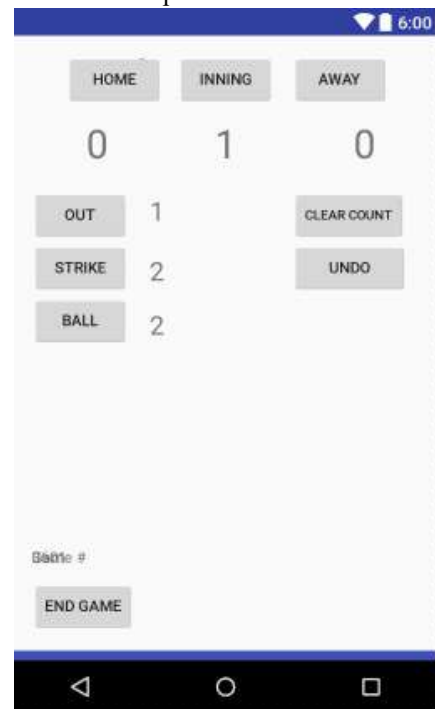 6:00
HOME INNING AWAY
0 1 0
OUT 1 CLEAR COUNT
STRIKE 2 UNDO
BALL 2
#
END GAME